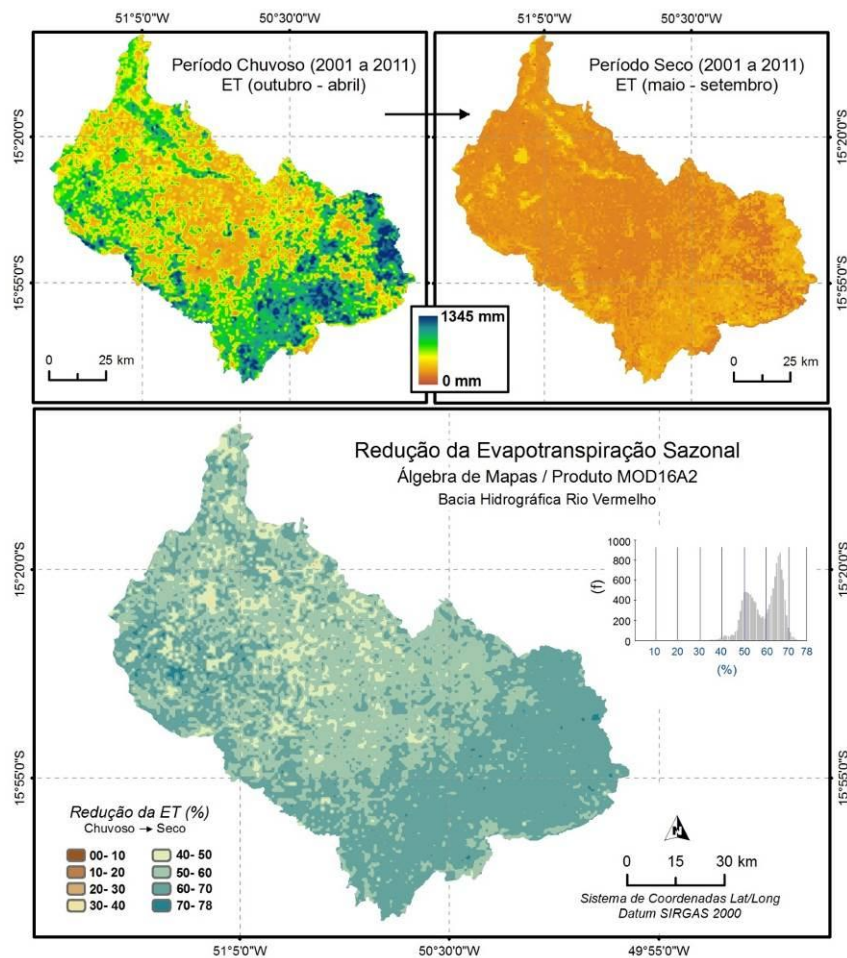 51°5'0"W
50°30'0"W
51°5'0"W
50°30'0"W
Período Chuvoso (2001 a 2011)
ET (outubro - abril)
Período Seco (2001 a 2011)
ET (maio - setembro)
15°20'0"S
15°20'0"S
15°55'0"S
15°55'0"S
1345 mm
0 mm
0 25 km
0 25 km
Redução da Evapotranspiração Sazonal
Álgebra de Mapas / Produto MOD16A2
Bacia Hidrográfica Rio Vermelho
1000
800
600
400
200
0
(f)
10 20 30 40 50 60 70 78
(%)
15°20'0"S
15°20'0"S
15°55'0"S
15°55'0"S
Redução da ET (%)
Chuvoso → Seco
00- 10 40- 50
10- 20 50- 60
20- 30 60- 70
30- 40 70- 78
N
0 15 30 km
Sistema de Coordenadas Lat/Long
Datum SIRGAS 2000
51°5'0"W
50°30'0"W
49°55'0"W